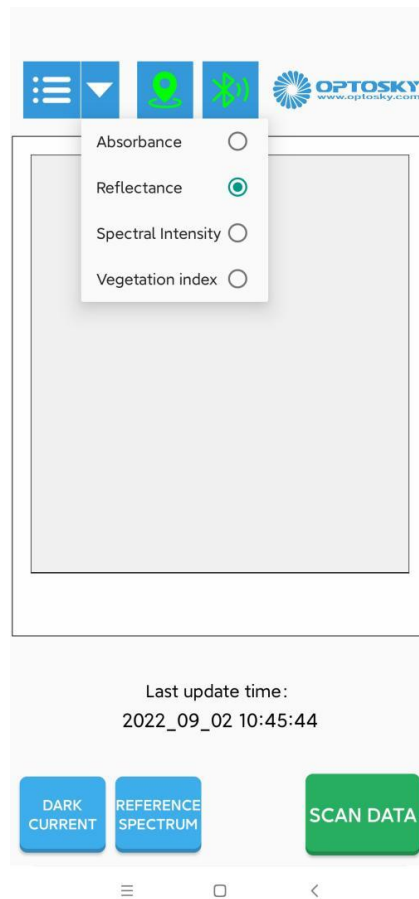 OPTOSKY
www.optosky.com
Absorbance
Reflectance
Spectral Intensity
Vegetation index
Last update time:
2022_09_02 10:45:44
DARK
CURRENT
REFERENCE
SPECTRUM
SCAN DATA